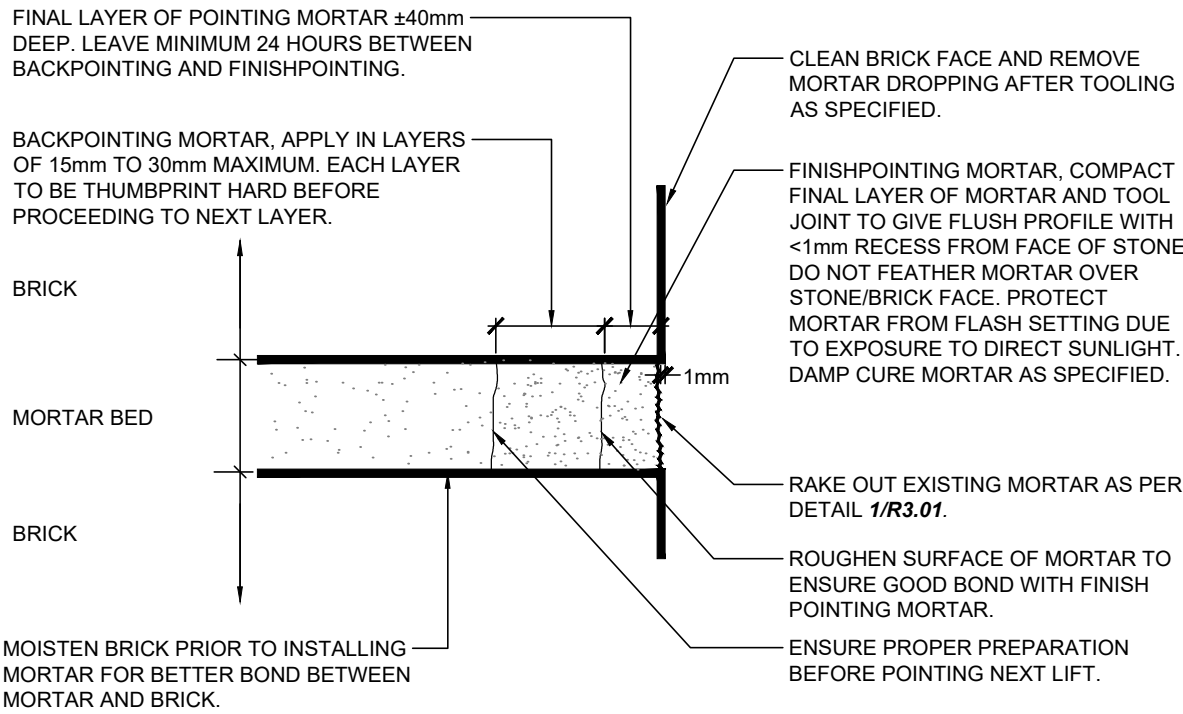 FINAL LAYER OF POINTING MORTAR ±40mm
DEEP. LEAVE MINIMUM 24 HOURS BETWEEN
BACKPOINTING AND FINISHPOINTING.
BACKPOINTING MORTAR, APPLY IN LAYERS
OF 15mm TO 30mm MAXIMUM. EACH LAYER
TO BE THUMBPRINT HARD BEFORE
PROCEEDING TO NEXT LAYER.
BRICK
MORTAR BED
BRICK
MOISTEN BRICK PRIOR TO INSTALLING
MORTAR FOR BETTER BOND BETWEEN
MORTAR AND BRICK.
CLEAN BRICK FACE AND REMOVE
MORTAR DROPPING AFTER TOOLING
AS SPECIFIED.
FINISHPOINTING MORTAR, COMPACT
FINAL LAYER OF MORTAR AND TOOL
JOINT TO GIVE FLUSH PROFILE WITH
<1mm RECESS FROM FACE OF STONE
DO NOT FEATHER MORTAR OVER
STONE/BRICK FACE. PROTECT
MORTAR FROM FLASH SETTING DUE
TO EXPOSURE TO DIRECT SUNLIGHT.
DAMP CURE MORTAR AS SPECIFIED.
1mm
RAKE OUT EXISTING MORTAR AS PER
DETAIL 1/R3.01.
ROUGHEN SURFACE OF MORTAR TO
ENSURE GOOD BOND WITH FINISH
POINTING MORTAR.
ENSURE PROPER PREPARATION
BEFORE POINTING NEXT LIFT.